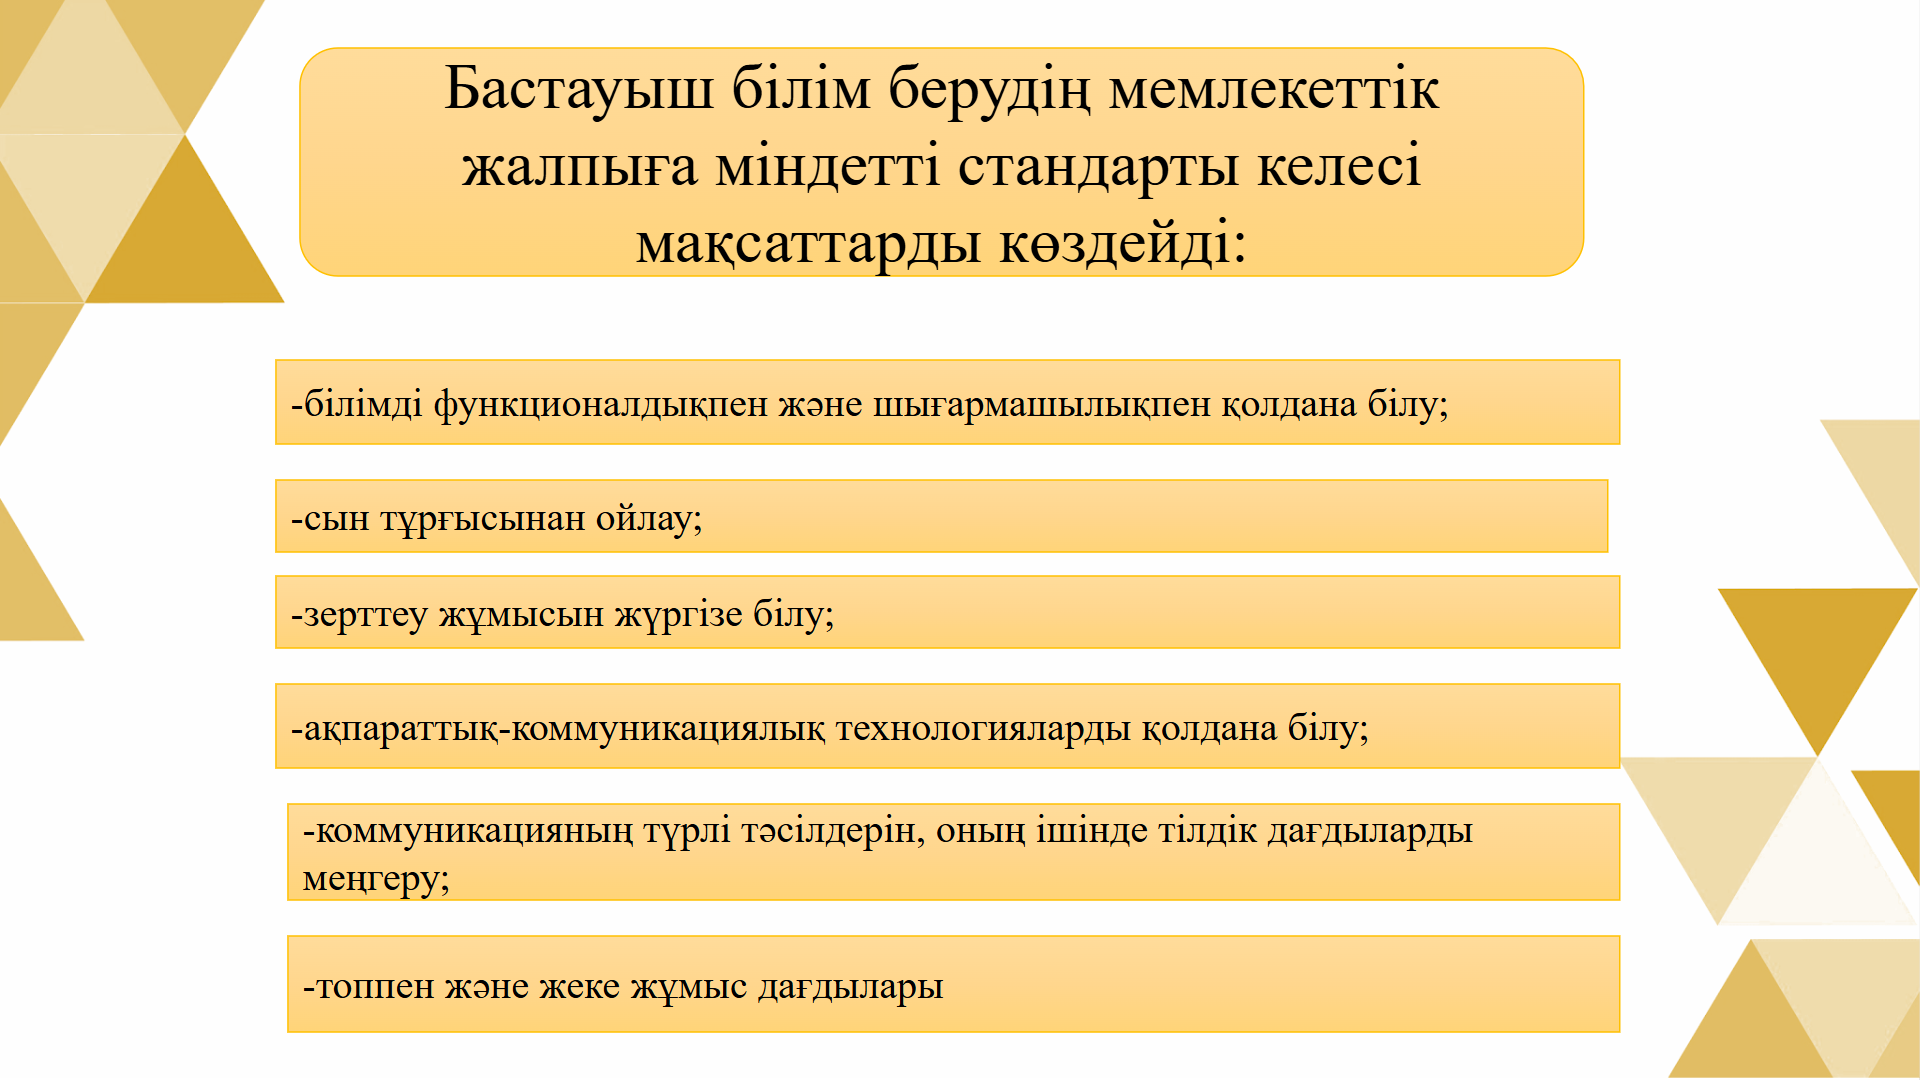 Бастауыш білім берудің мемлекеттік
жалпыға міндетті стандарты келесі
мақсаттарды көздейді:
-білімді функционалдықпен және шығармашылықпен қолдана білу;
-сын тұрғысынан ойлау;
-зерттеу жұмысын жүргізе білу;
-ақпараттық-коммуникациялық технологияларды қолдана білу;
-коммуникацияның түрлі тәсілдерін, оның ішінде тілдік дағдыларды
меңгеру;
-топпен және жеке жұмыс дағдылары